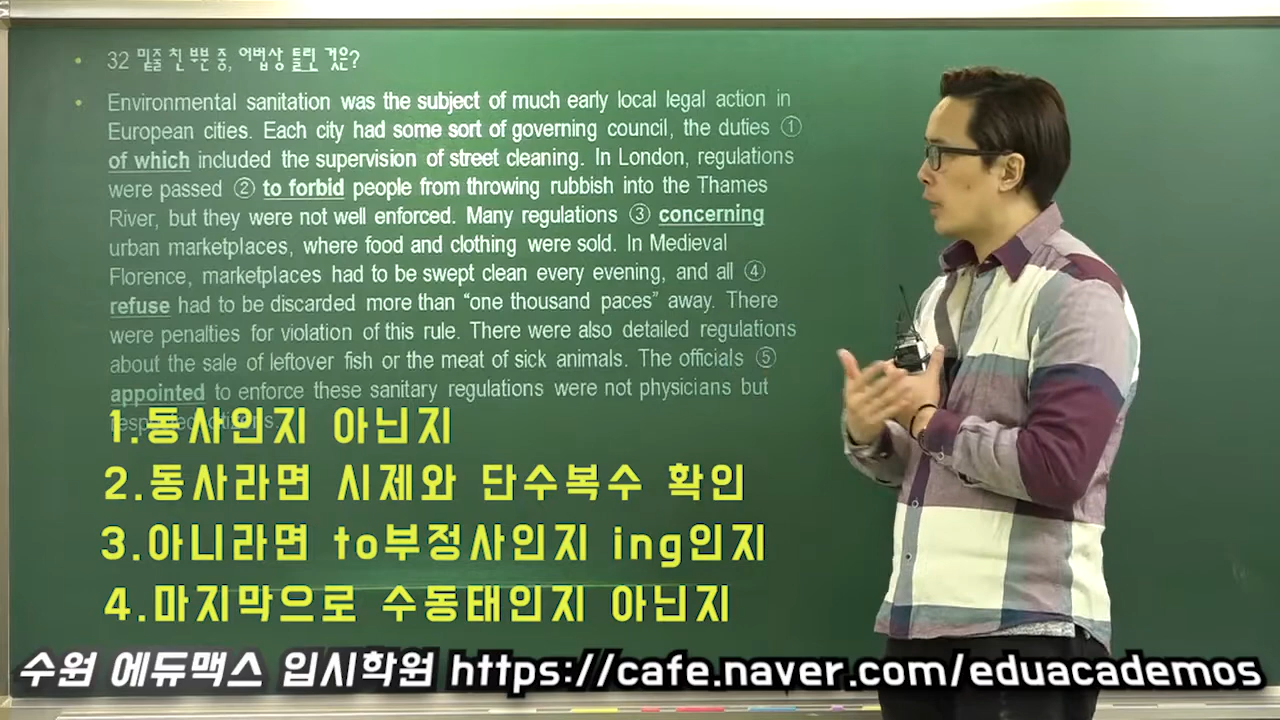 32 밑줄 친 부분 중, 어법상 틀린 것은?
Environmental sanitation was the subject of much early local legal action in
European cities. Each city had some sort of governing council, the duties ①
of which included the supervision of street cleaning. In London, regulations
were passed ② to forbid people from throwing rubbish into the Thames
River, but they were not well enforced. Many regulations ③ concerning
urban marketplaces, where food and clothing were sold. In Medieval
Florence, marketplaces had to be swept clean every evening, and all ④
refuse had to be discarded more than “one thousand paces” away. There
were penalties for violation of this rule. There were also detailed regulations
about the sale of leftover fish or the meat of sick animals. The officials ⑤
appointed to enforce these sanitary regulations were not physicians but
respected citizens.
1.동사인지 아닌지
2.동사라면 시제와 단수복수 확인
3.아니라면 to부정사인지 ing인지
4.마지막으로 수동태인지 아닌지
수원 에듀맥스 입시학원 https://cafe.naver.com/eduacademos